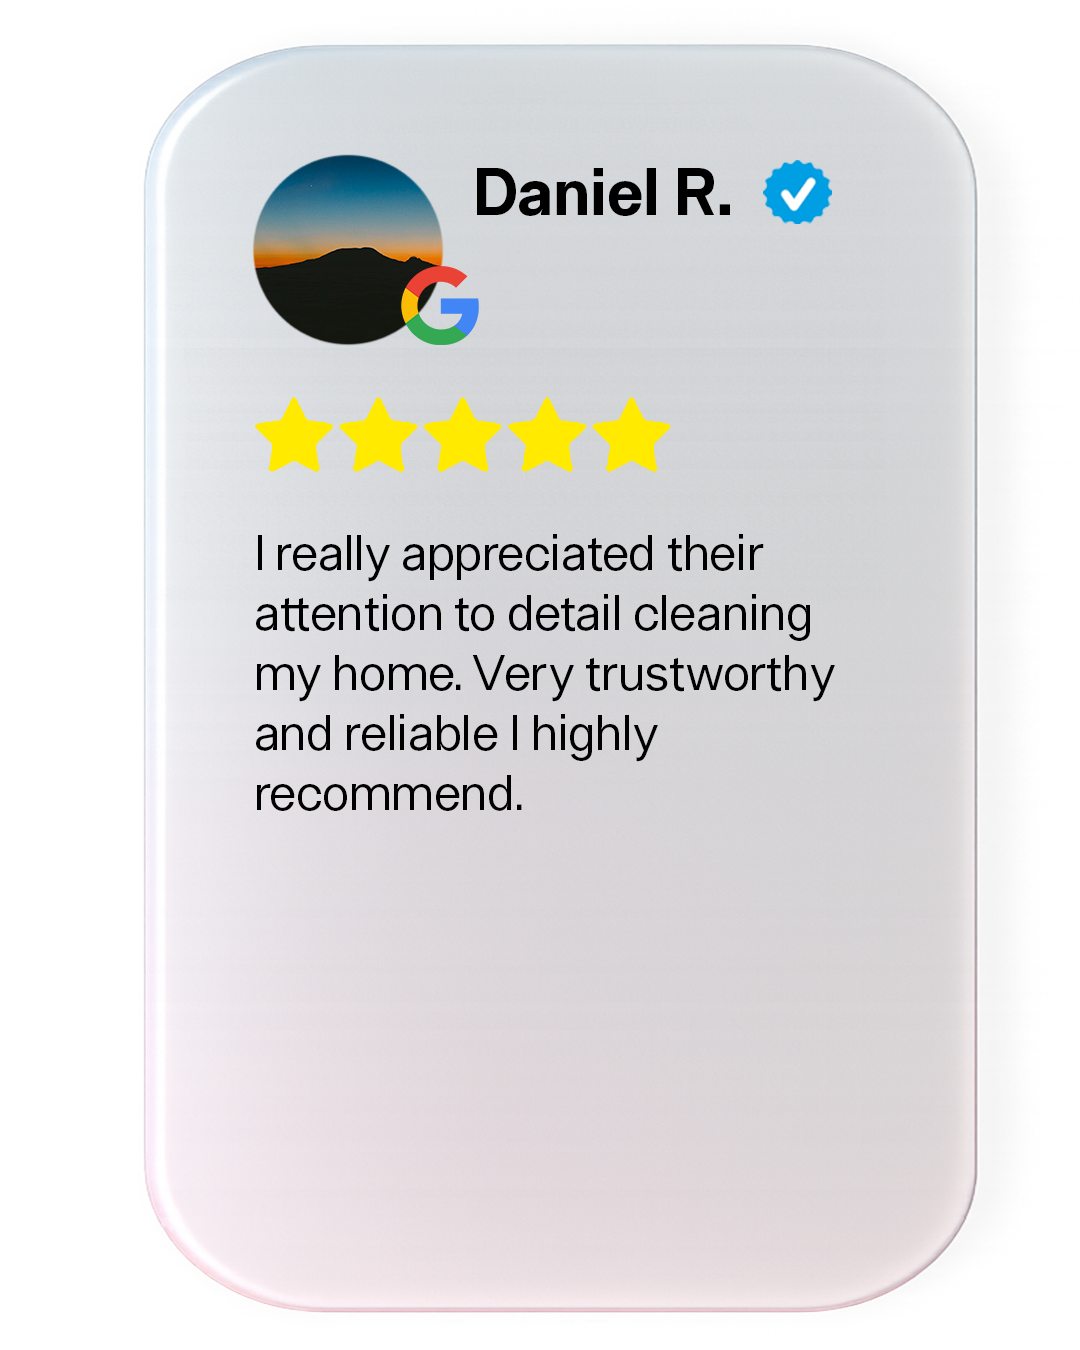 Daniel R.
I really appreciated their
attention to detail cleaning
my home. Very trustworthy
and reliable I highly
recommend.